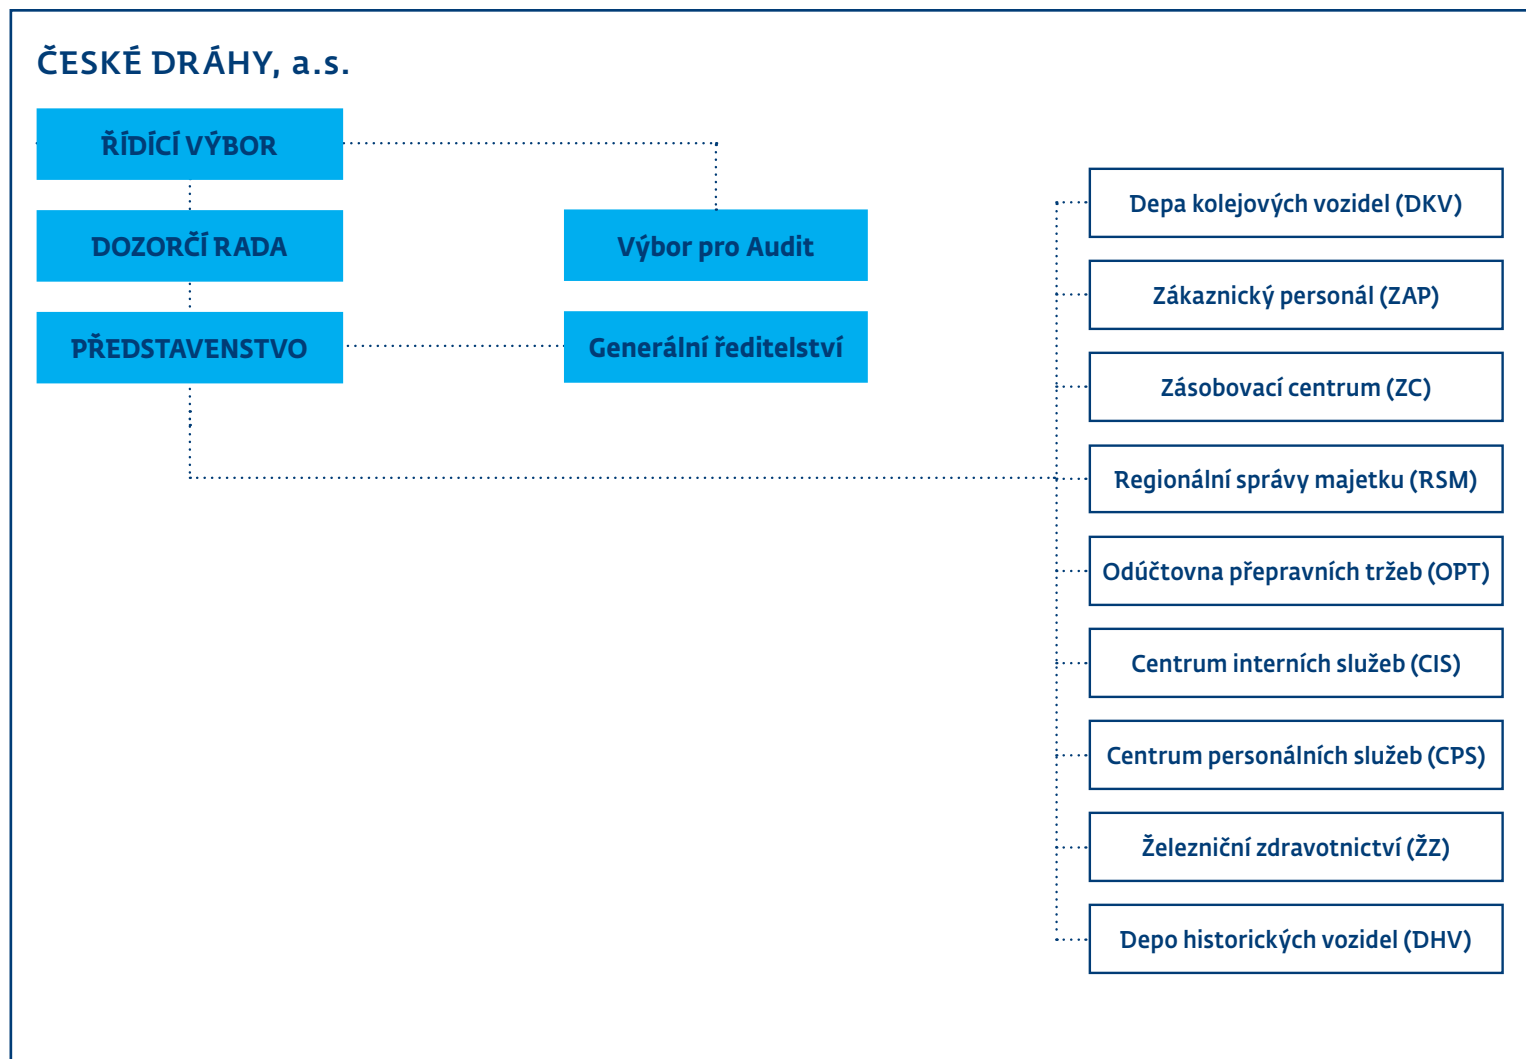 ČESKÉ DRÁHY, a.s.
ŘÍDÍCÍ VÝBOR
DOZORČÍ RADA
Výbor pro Audit
PŘEDSTAVENSTVO
Generální ředitelství
Depa kolejových vozidel (DKV)
Zákaznický personál (ZAP)
Zásobovací centrum (ZC)
Regionální správy majetku (RSM)
Odúčtovna přepravních tržeb (OPT)
Centrum interních služeb (CIS)
Centrum personálních služeb (CPS)
Železniční zdravotnictví (ŽZ)
Depo historických vozidel (DHV)